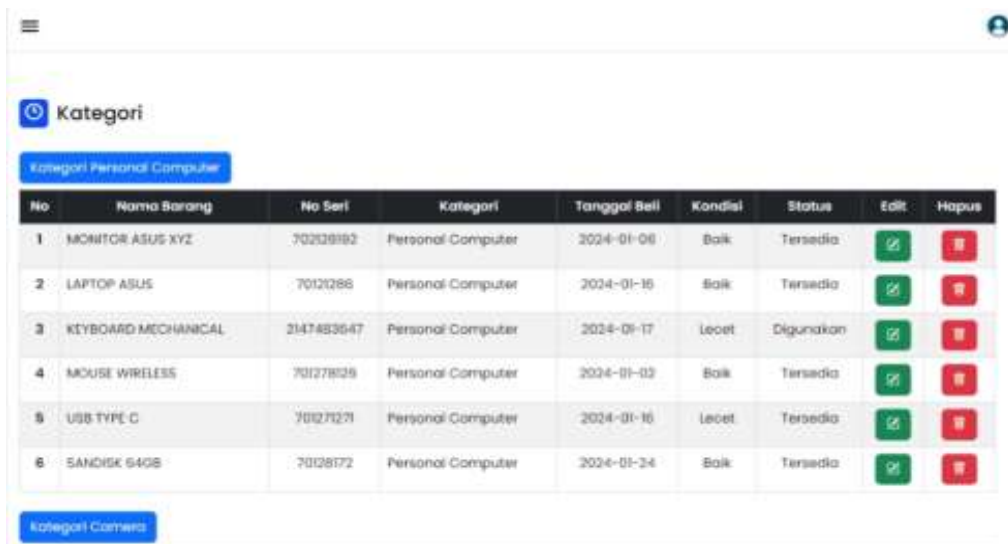 Kategori
Kategori Personal Computer
No Nama Barang No Seri Kategori Tanggal Beli Kondisi Status Edit Hapus
1 MONITOR ASUS XYZ 702128192 Personal Computer 2024-01-06 Baik Tersedia
2 LAPTOP ASUS 70121286 Personal Computer 2024-01-16 Baik Tersedia
3 KEYBOARD MECHANICAL 2147483647 Personal Computer 2024-01-17 Lecet Digunakan
4 MOUSE WIRELESS 701278129 Personal Computer 2024-01-02 Baik Tersedia
5 USB TYPE C 701271271 Personal Computer 2024-01-16 Lecet Tersedia
6 SANDISK 64GB 70128172 Personal Computer 2024-01-24 Baik Tersedia
Kategori Camera